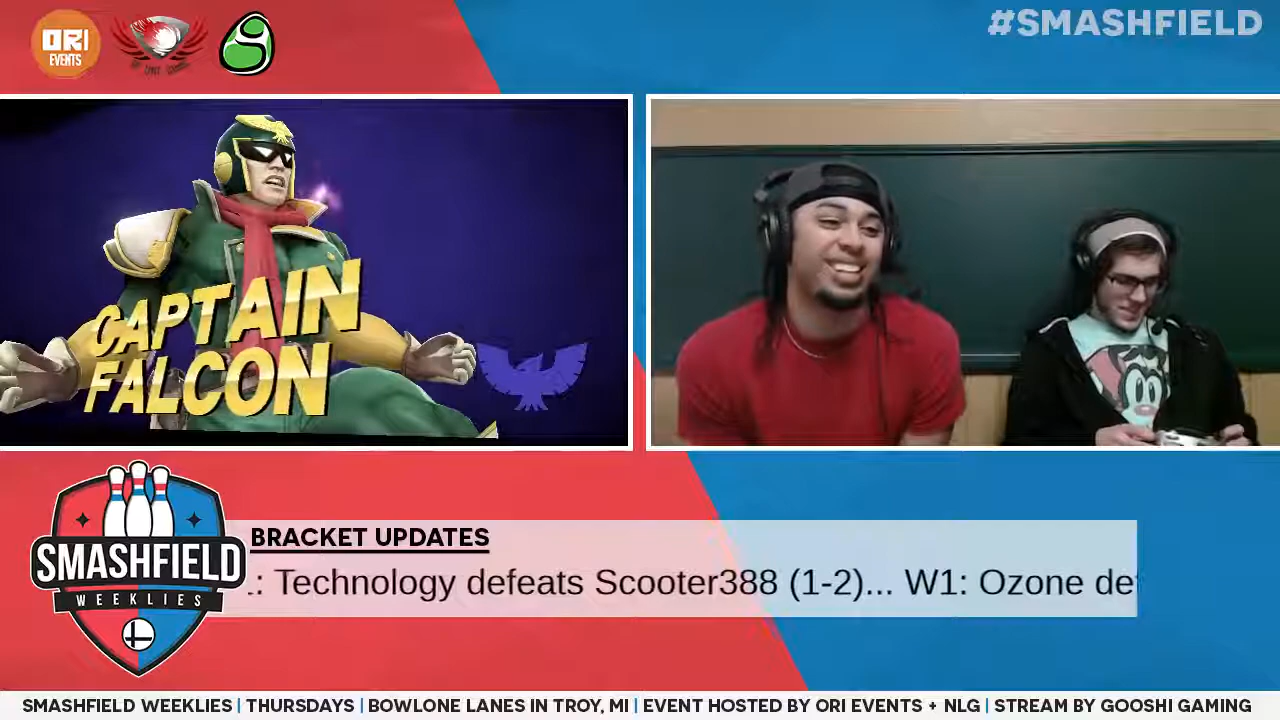 ORI
EVENTS
#SMASHFIELD
CAPTAIN
FALCON
BRACKET UPDATES
.: Technology defeats Scooter388 (1-2)... W1: Ozone def
SMASHFIELD
WEEKLIES
SMASHFIELD WEEKLIES | THURSDAYS | BOWLONE LANES IN TROY, MI | EVENT HOSTED BY ORI EVENTS + NLG | STREAM BY GOOSHI GAMING